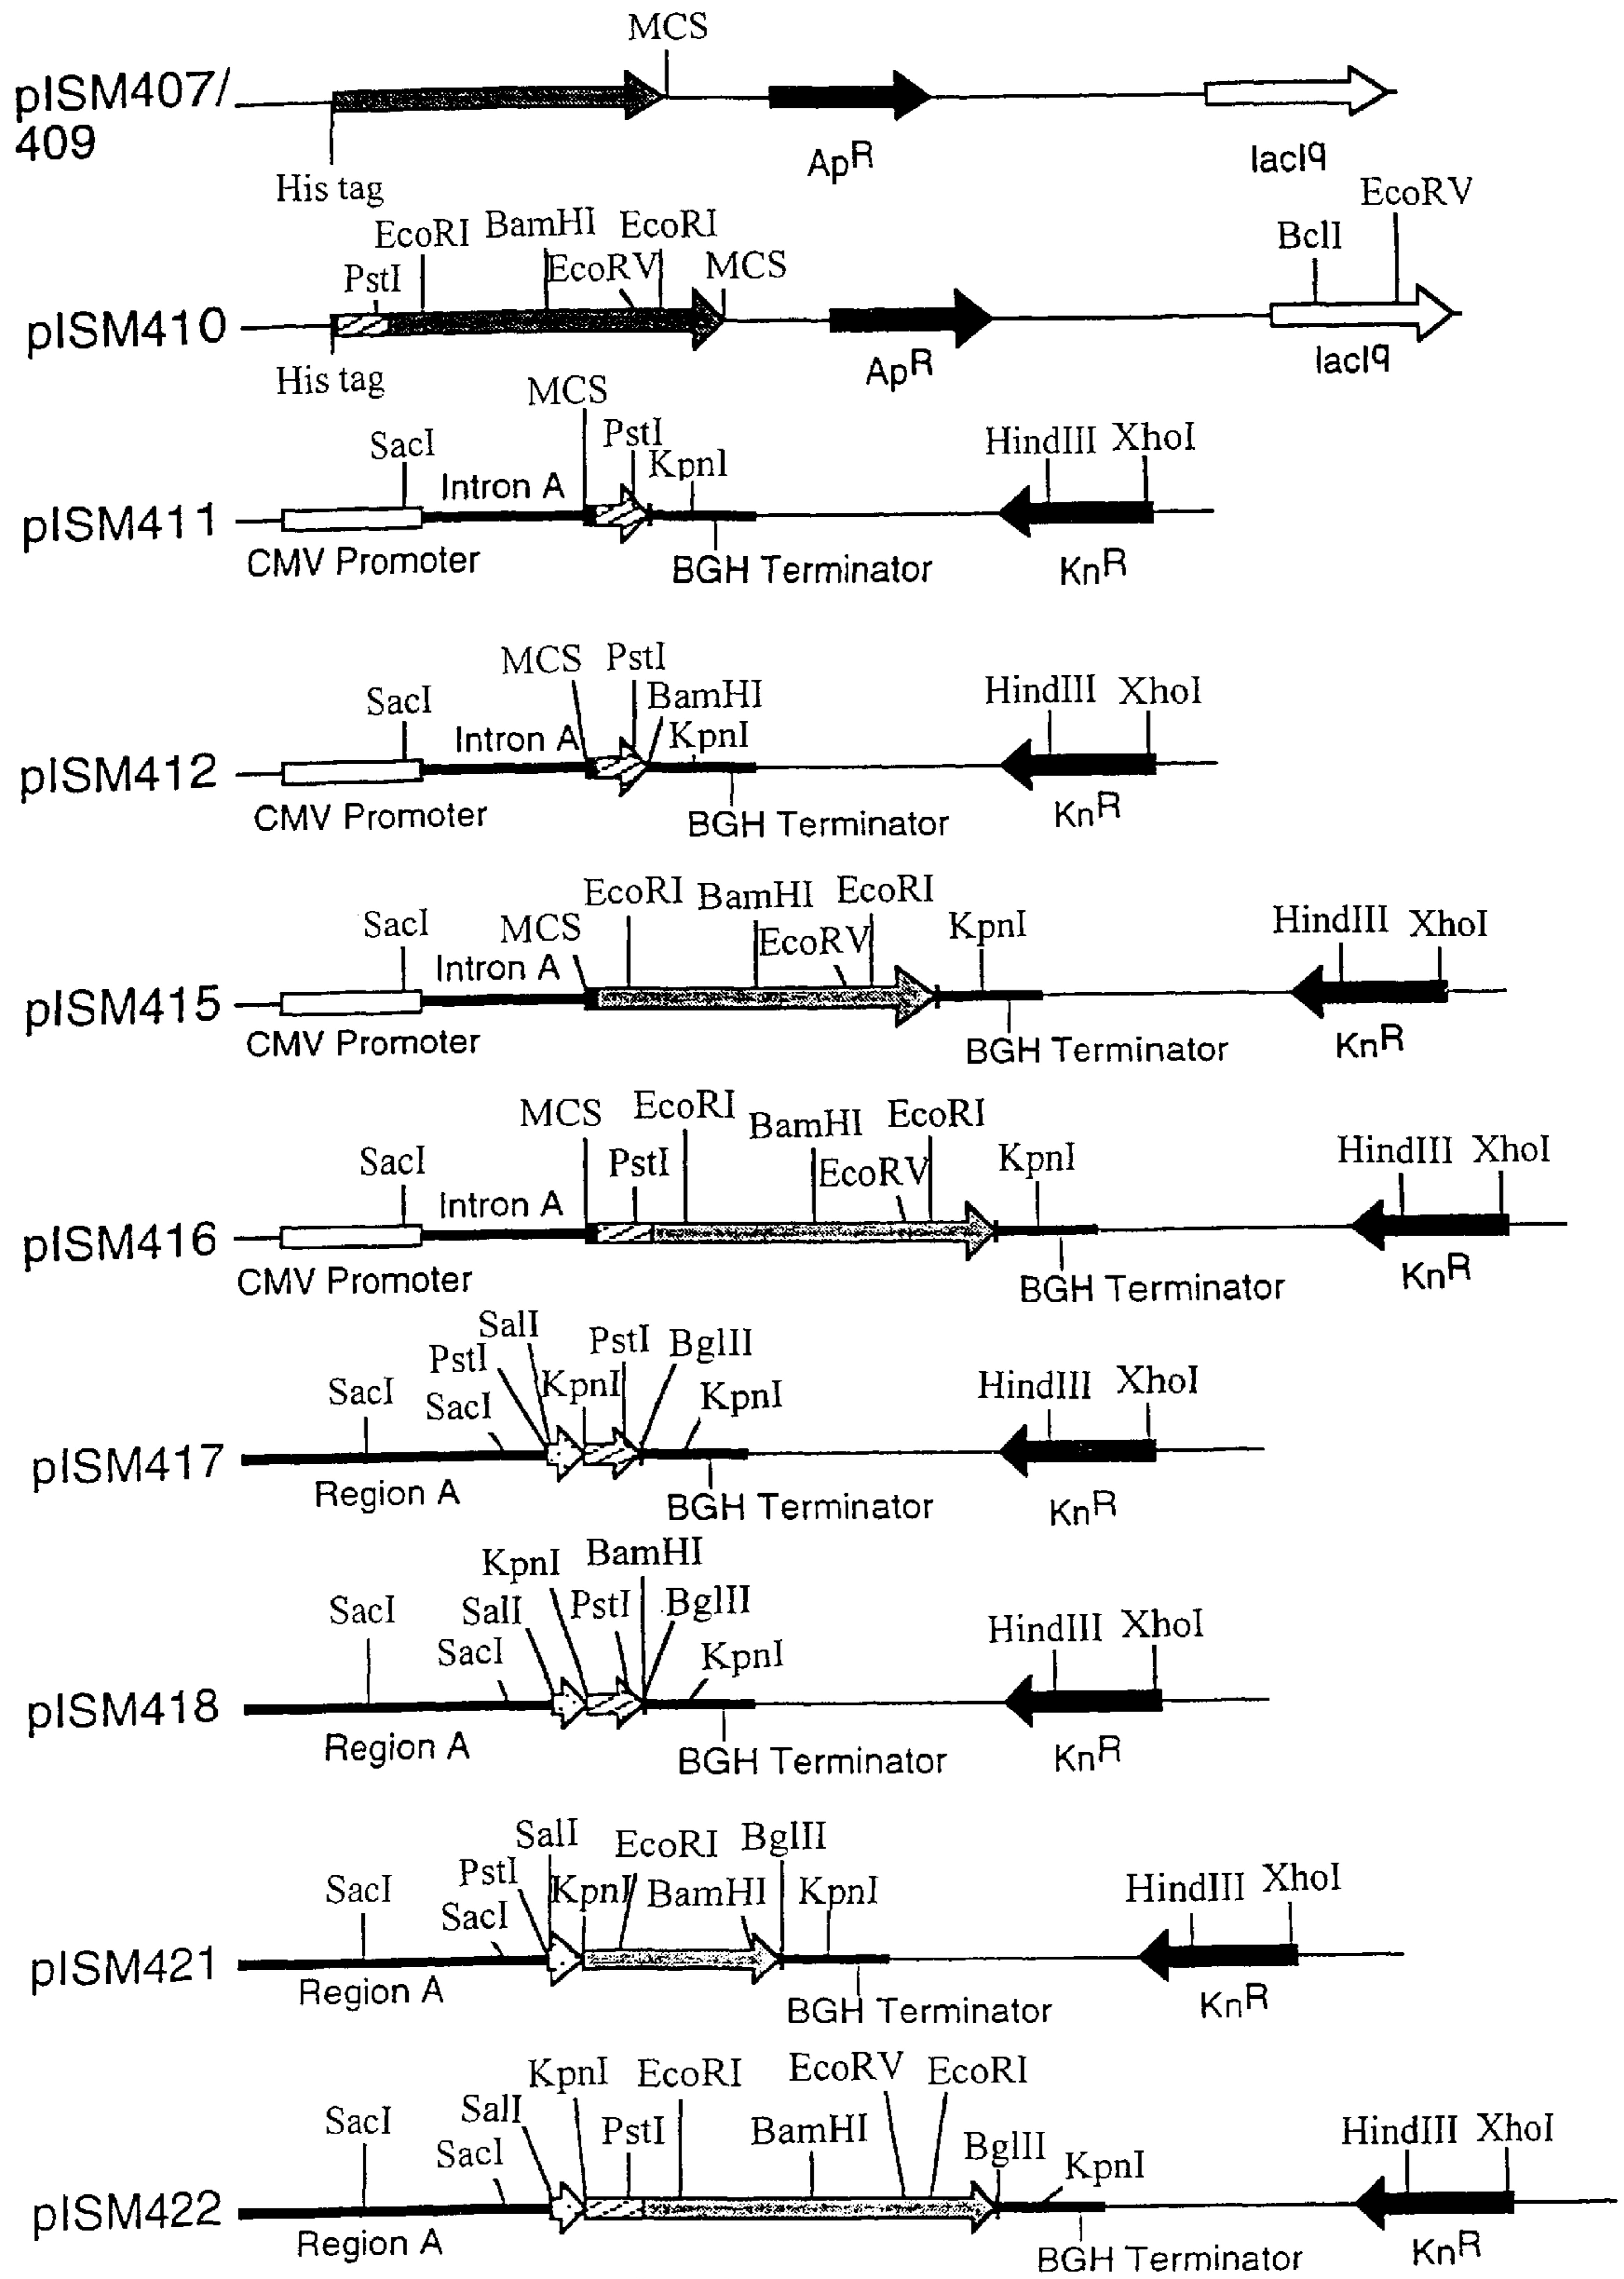 MCS
pISM407/
409
ApR
lacIq
His tag
EcoRV
EcoRI BamHI EcoRI
BclI
PstI EcoRV MCS
pISM410
His tag
ApR
lacIq
MCS
SacI PstI HindIII XhoI
Intron A KpnI
pISM411
CMV Promoter BGH Terminator KnR
MCS PstI
SacI BamHI HindIII XhoI
Intron A KpnI
pISM412
CMV Promoter BGH Terminator KnR
EcoRI BamHI EcoRI
SacI MCS EcoRV KpnI HindIII XhoI
Intron A
pISM415
CMV Promoter BGH Terminator KnR
MCS EcoRI BamHI EcoRI
SacI PstI EcoRV KpnI HindIII XhoI
Intron A
pISM416
CMV Promoter BGH Terminator KnR
SalI
PstI PstI BglII
SacI SacI KpnI KpnI HindIII XhoI
pISM417
Region A BGH Terminator KnR
KpnI BamHI
SacI SalI PstI BglII HindIII XhoI
SacI KpnI
pISM418
Region A BGH Terminator KnR
SalI EcoRI BglII
SacI PstI KpnI BamHI KpnI HindIII XhoI
SacI
pISM421
Region A BGH Terminator KnR
KpnI EcoRI EcoRV EcoRI
SacI SalI PstI BamHI BglII HindIII XhoI
SacI KpnI
pISM422
Region A BGH Terminator KnR